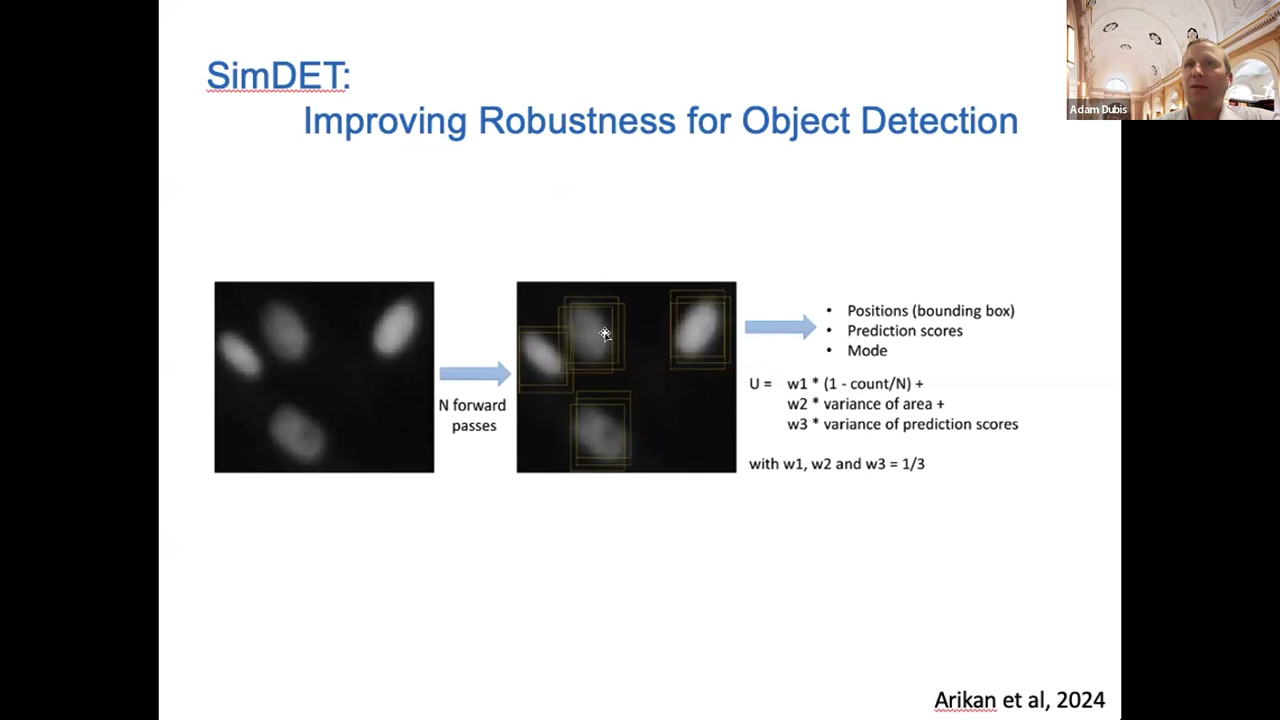 SimDET:
Improving Robustness for Object Detection
Adam Dubis
N forward
passes
• Positions (bounding box)
• Prediction scores
• Mode
U = w1 * (1 - count/N) +
w2 * variance of area +
w3 * variance of prediction scores
with w1, w2 and w3 = 1/3
Arikan et al, 2024